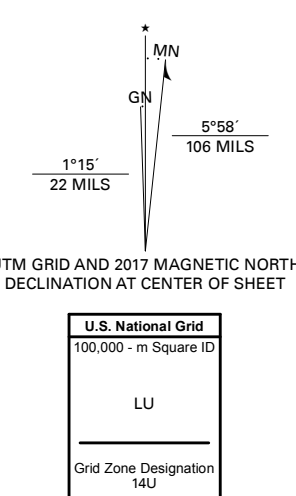 ★
MN
GN
5°58´
106 MILS
1°15´
22 MILS
UTM GRID AND 2017 MAGNETIC NORTH
DECLINATION AT CENTER OF SHEET
U.S. National Grid
100,000 - m Square ID
LU
Grid Zone Designation
14U